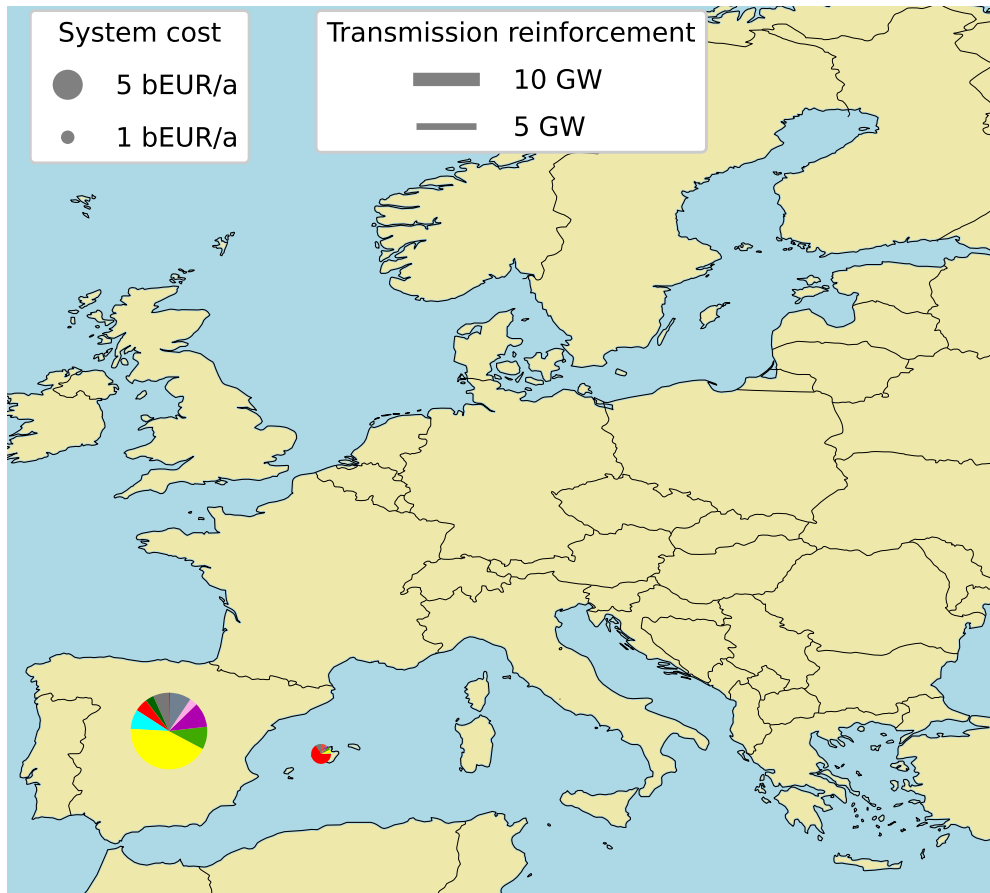 System cost
5 bEUR/a
1 bEUR/a
Transmission reinforcement
10 GW
5 GW